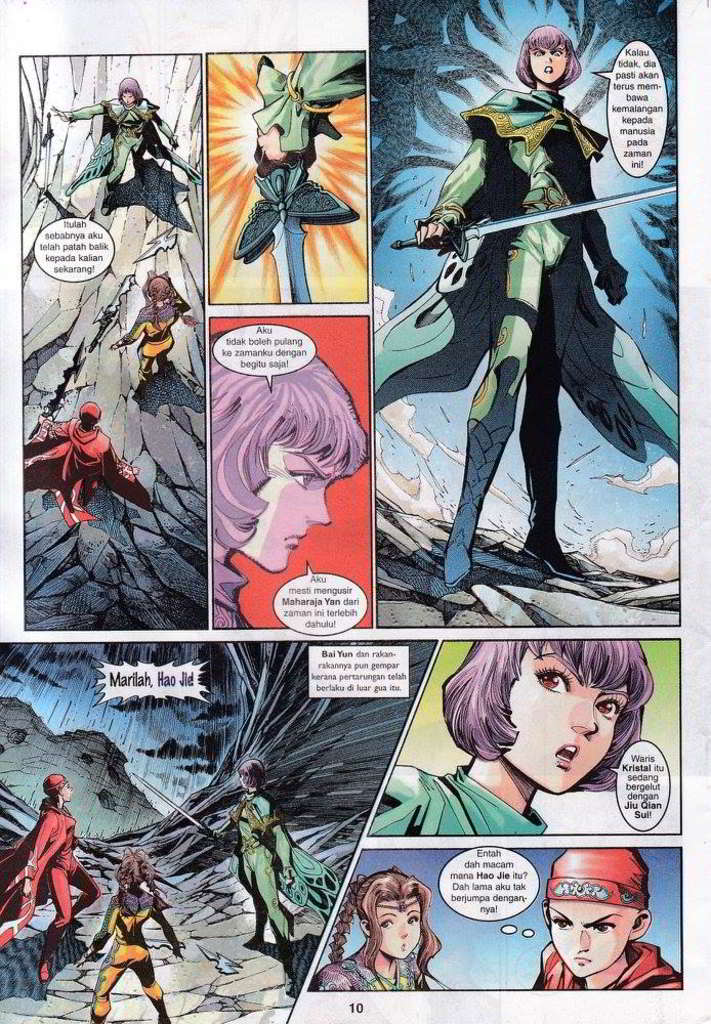 Itulah
sebabnya aku
telah patah balik
kepada kalian
sekarang!
Aku
tidak boleh pulang
ke zamanku dengan
begitu saja!
Aku
mesti mengusir
Maharaja Yan dari
zaman ini terlebih
dahulu!
Kalau
tidak, dia
pasti akan
terus mem-
bawa
kemalangan
kepada
manusia
pada
zaman
ini!
Marilah, Hao Jie!
Bai Yun dan rakan-
rakannya pun gempar
kerana pertarungan telah
berlaku di luar gua itu.
Waris
Kristal itu
sedang
bergelut
dengan
Jiu Qian
Sui!
Entah
dah macam
mana Hao Jie itu?
Dah lama aku tak
berjumpa dengan-
nya!
10